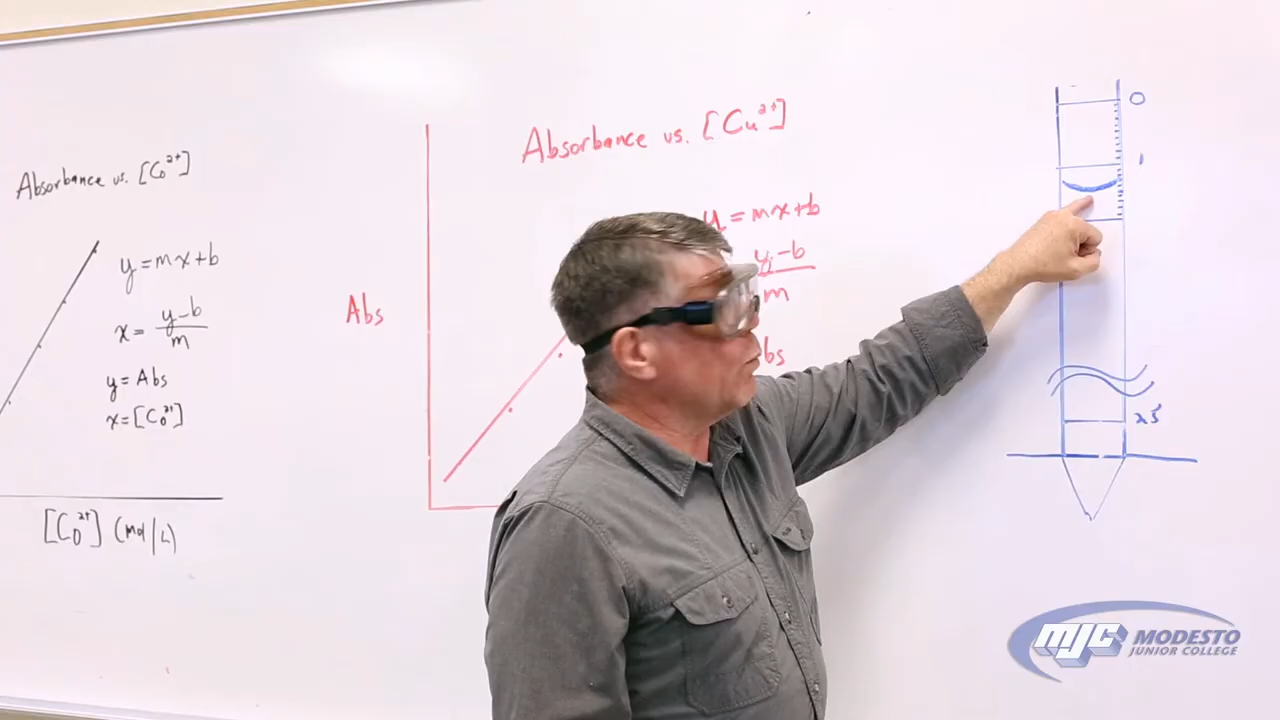 Absorbance vs. [Co²⁺]
y = mx + b
x = y-b
m
y = Abs
x = [Co²⁺]
[Co²⁺] (mol/L)
Absorbance vs. [Cu²⁺]
y = mx + b
y-b
m
Abs
0
1
25
MJC MODESTO
JUNIOR COLLEGE